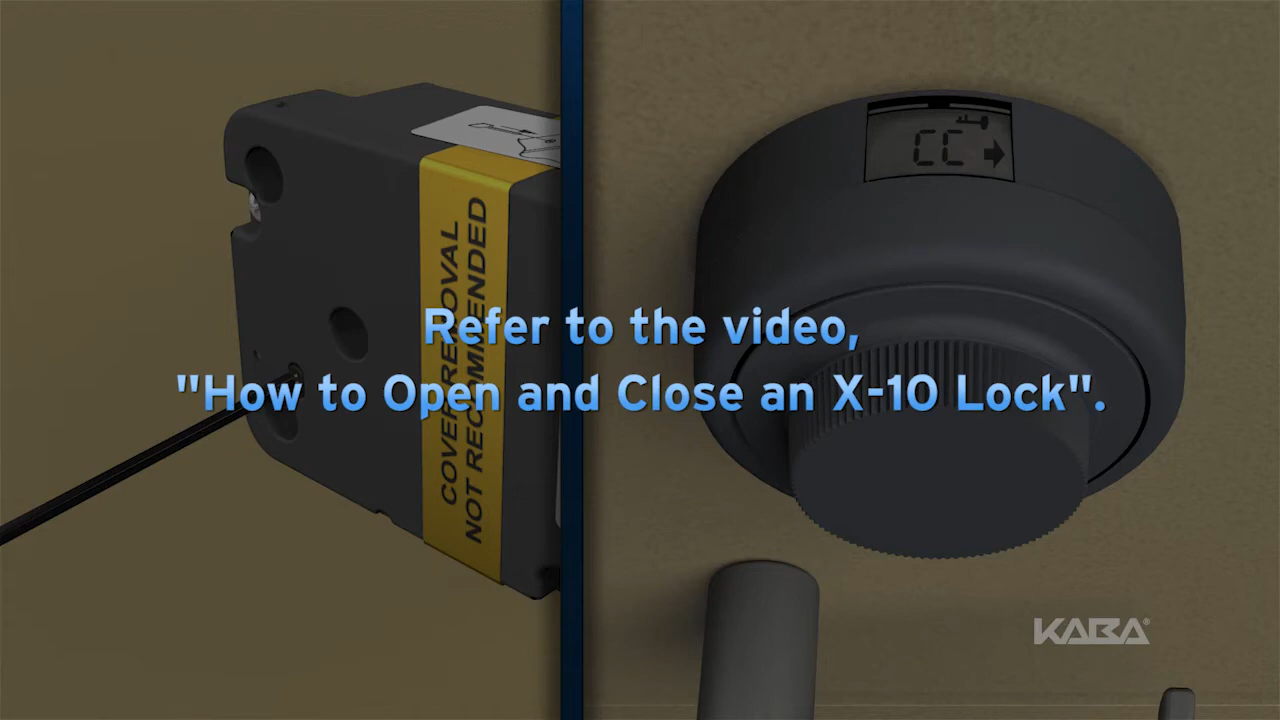 CC
COVER REMOVAL
NOT RECOMMENDED
Refer to the video,
"How to Open and Close an X-10 Lock".
KABA®